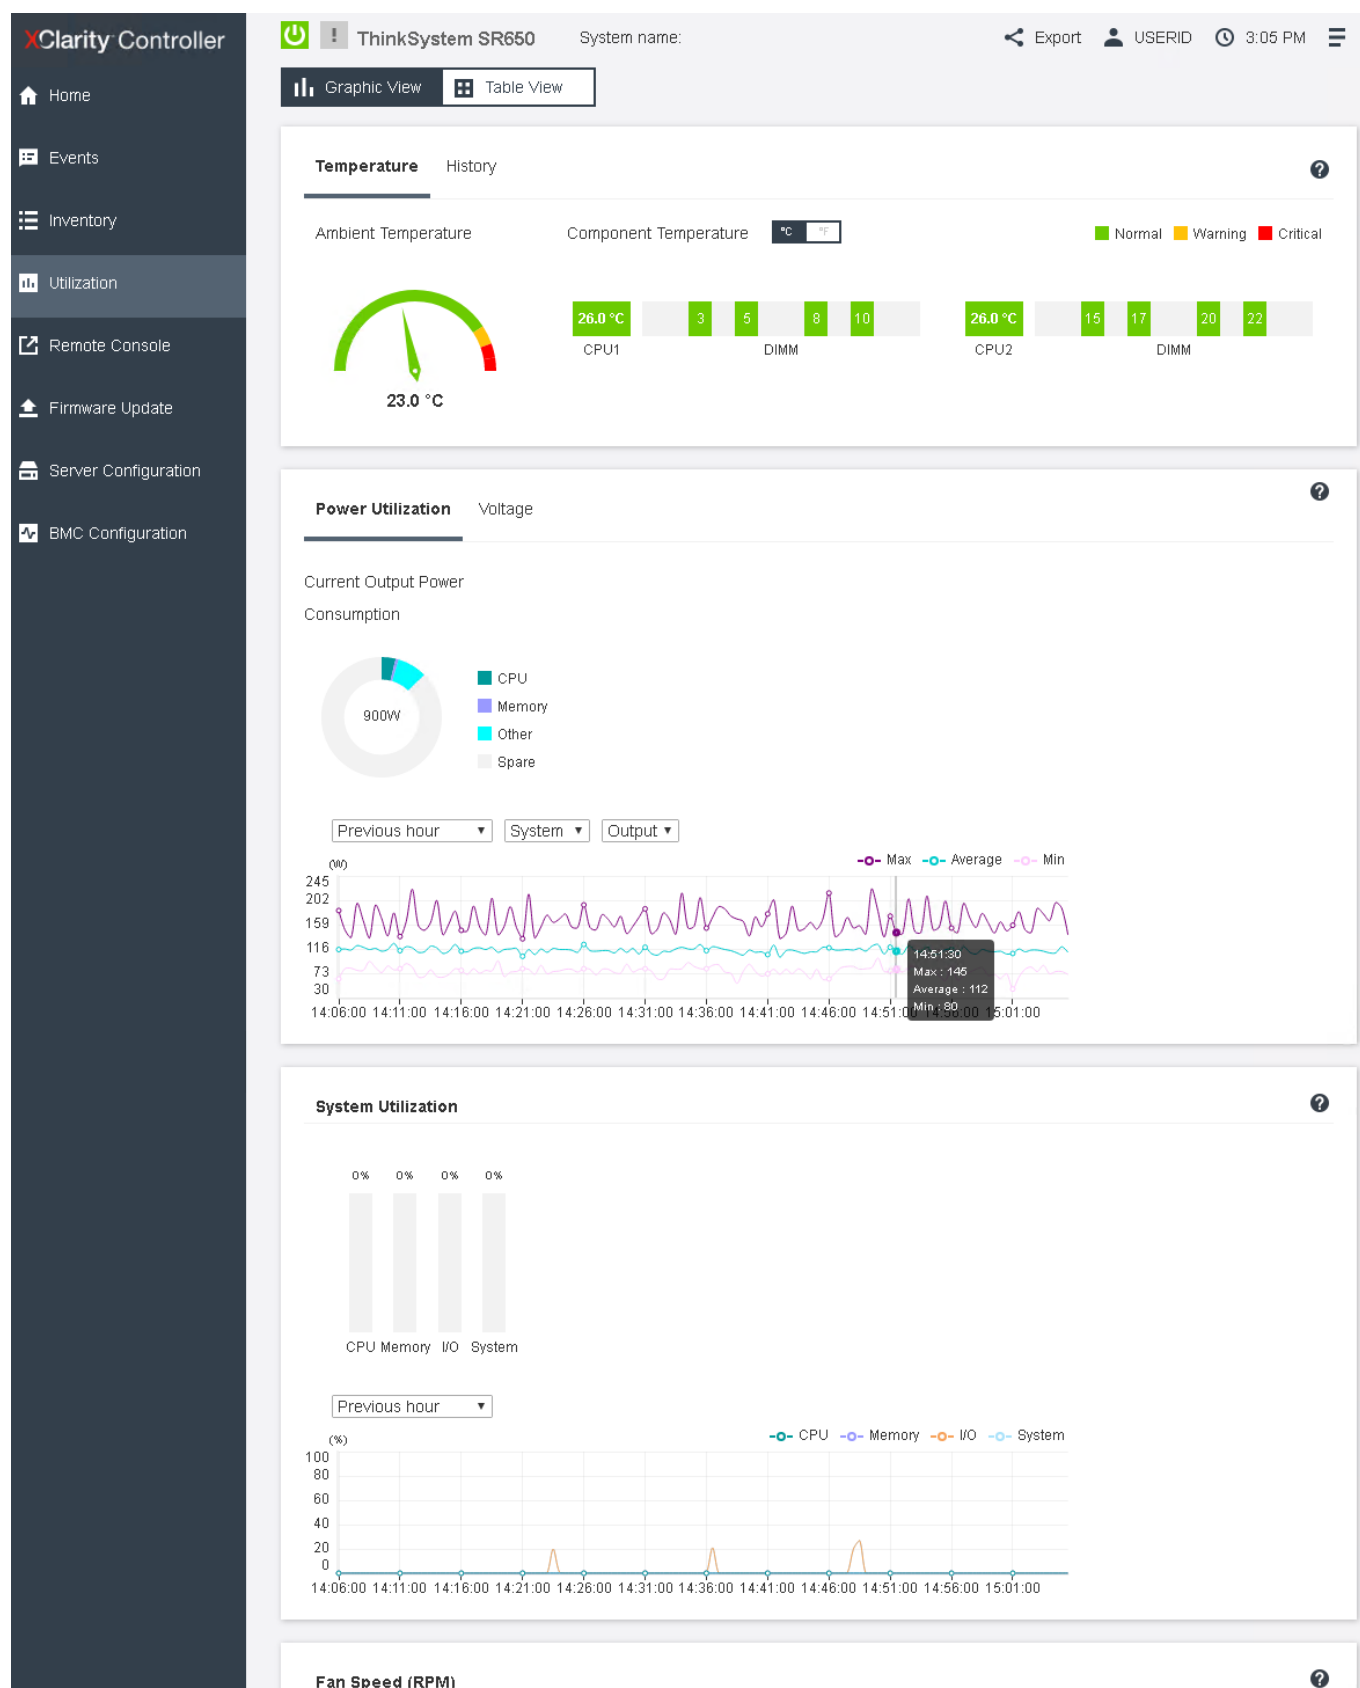 XClarity Controller
ThinkSystem SR650 System name: Export USERID 3:05 PM
Graphic View Table View
Home
Events
Inventory
Utilization
Remote Console
Firmware Update
Server Configuration
BMC Configuration
Temperature History
Ambient Temperature Component Temperature °C °F Normal Warning Critical
26.0 °C 3 5 8 10 26.0 °C 15 17 20 22
CPU1 DIMM CPU2 DIMM
23.0 °C
Power Utilization Voltage
Current Output Power
Consumption
900W
CPU
Memory
Other
Spare
Previous hour System Output
(W) Max Average Min
245
202
159
116
73
30
14:51:30
Max : 145
Average : 112
Min : 80
14:06:00 14:11:00 14:16:00 14:21:00 14:26:00 14:31:00 14:36:00 14:41:00 14:46:00 14:51:00 14:56:00 15:01:00
System Utilization
0% 0% 0% 0%
CPU Memory I/O System
Previous hour
(%) CPU Memory I/O System
100
80
60
40
20
0
14:06:00 14:11:00 14:16:00 14:21:00 14:26:00 14:31:00 14:36:00 14:41:00 14:46:00 14:51:00 14:56:00 15:01:00
Fan Speed (RPM)